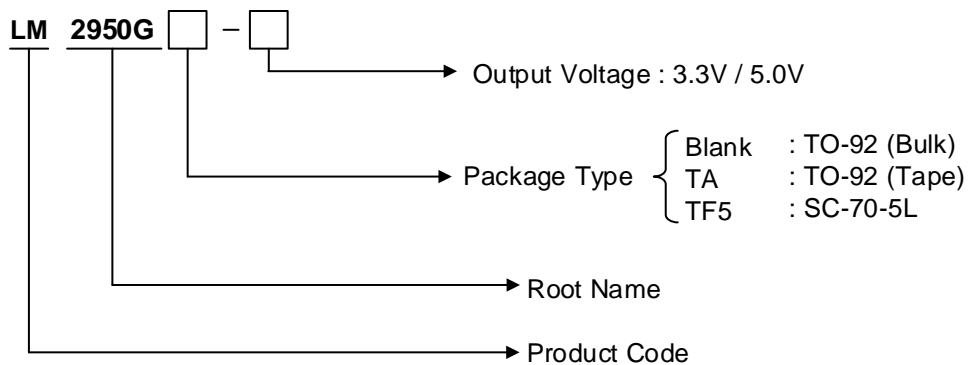 LM 2950G –
Output Voltage : 3.3V / 5.0V
Package Type
Blank : TO-92 (Bulk)
TA : TO-92 (Tape)
TF5 : SC-70-5L
Root Name
Product Code